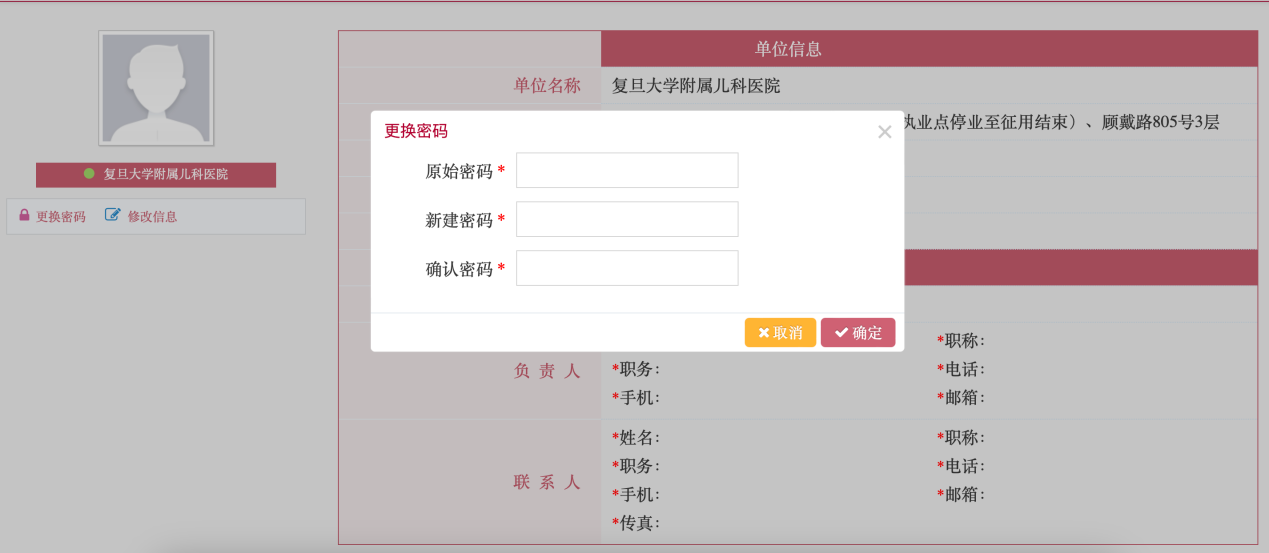 单位信息
单位名称 复旦大学附属儿科医院
执业点停业至征用结束）、顾戴路805号3层
复旦大学附属儿科医院
更换密码 修改信息
更换密码 ×
原始密码 *
新建密码 *
确认密码 *
取消 确定
*职称：
负 责 人 *职务： *电话：
*手机： *邮箱：
*姓名： *职称：
*职务： *电话：
联 系 人
*手机： *邮箱：
*传真：